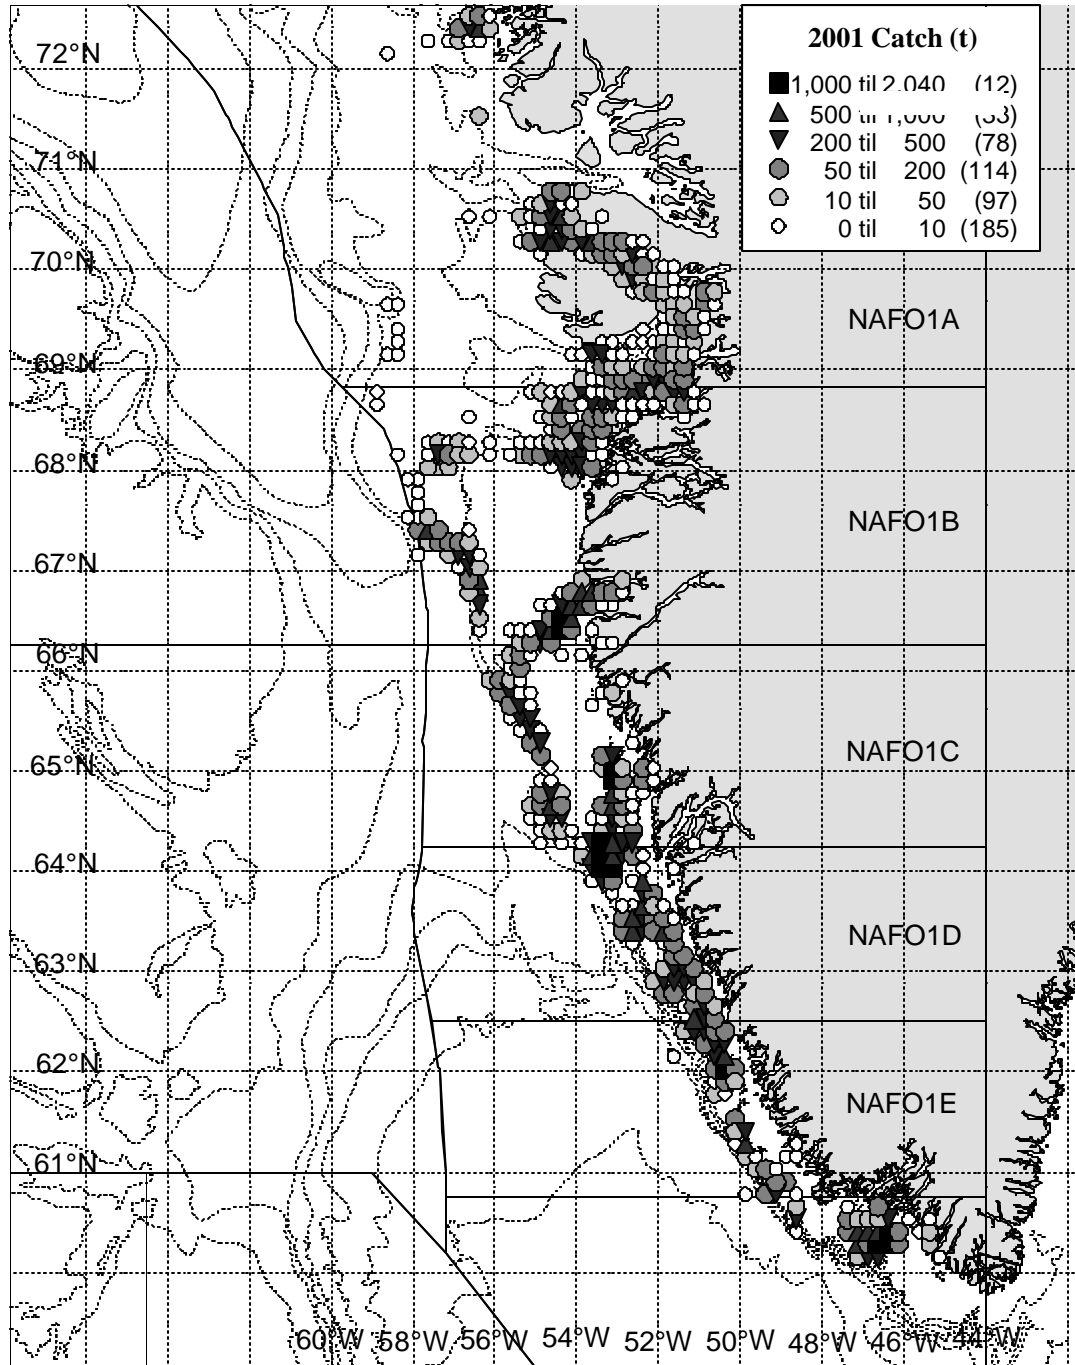 2001 Catch (t)
1,000 til 2.040 (12)
500 til 1,000 (33)
200 til 500 (78)
50 til 200 (114)
10 til 50 (97)
0 til 10 (185)
72°N
71°N
70°N
NAFO1A
69°N
68°N
NAFO1B
67°N
66°N
NAFO1C
65°N
64°N
NAFO1D
63°N
62°N
NAFO1E
61°N
60°W 58°W 56°W 54°W 52°W 50°W 48°W 46°W 44°W